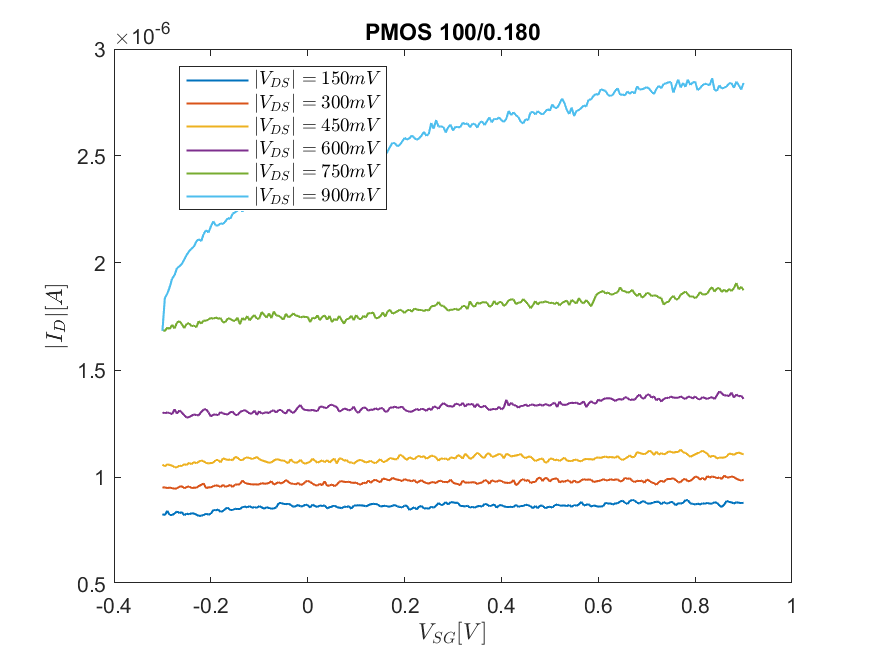 PMOS 100/0.180
×10⁻⁶
3
2.5
2
1.5
1
0.5
|I_D|[A]
|V_DS| = 150mV
|V_DS| = 300mV
|V_DS| = 450mV
|V_DS| = 600mV
|V_DS| = 750mV
|V_DS| = 900mV
-0.4 -0.2 0 0.2 0.4 0.6 0.8 1
V_SG[V]